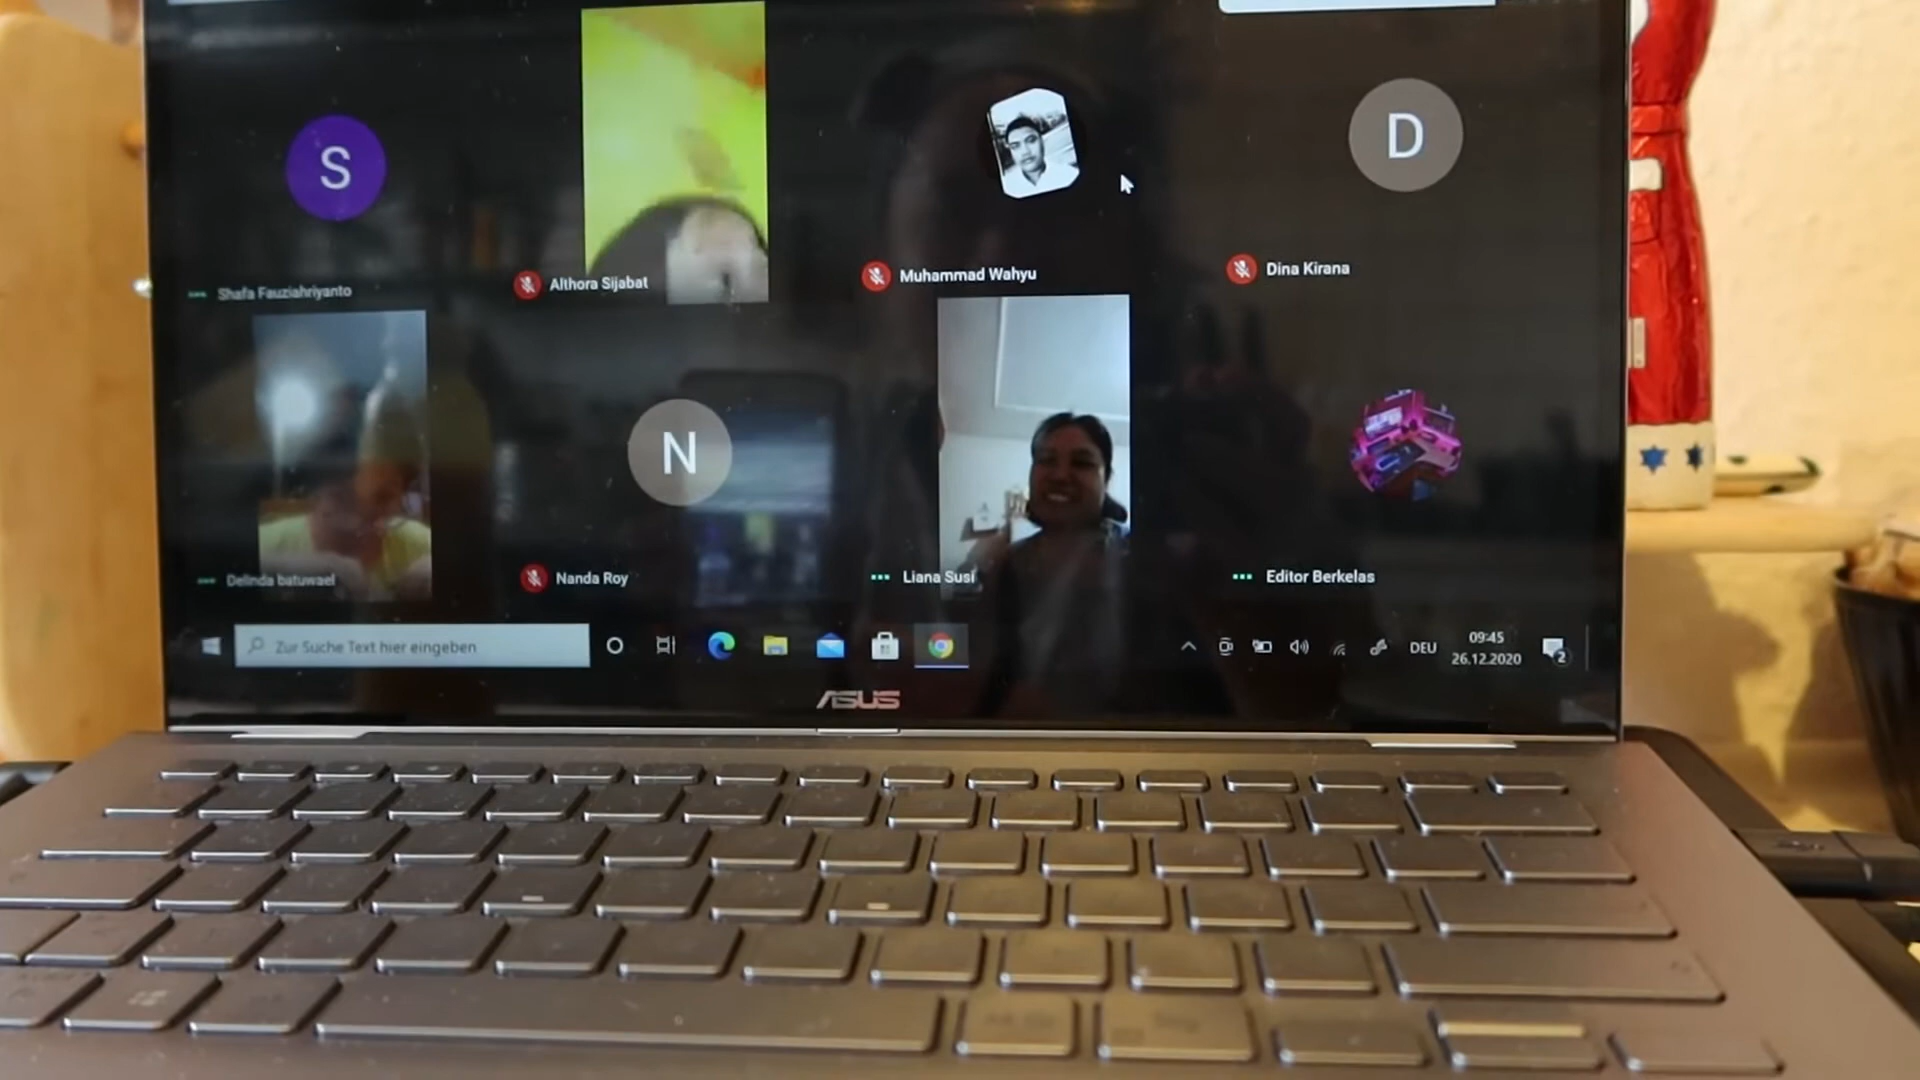 S
D
Shafa Fauziahriyanto
Althora Sijabat
Muhammad Wahyu
Dina Kirana
N
Delinda batuwael
Nanda Roy
Liana Susi
Editor Berkelas
Zur Suche Text hier eingeben
DEU
09:45
26.12.2020
2
ASUS